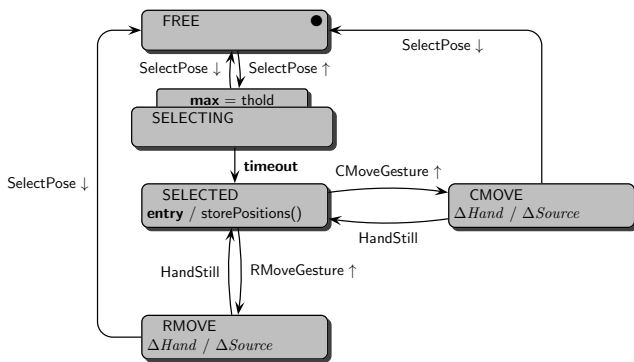 FREE
SelectPose ↓
SelectPose ↓
SelectPose ↑
max = thold
SELECTING
timeout
SelectPose ↓
CMoveGesture ↑
SELECTED
entry / storePositions()
CMOVE
ΔHand / ΔSource
HandStill
HandStill
RMoveGesture ↑
RMOVE
ΔHand / ΔSource